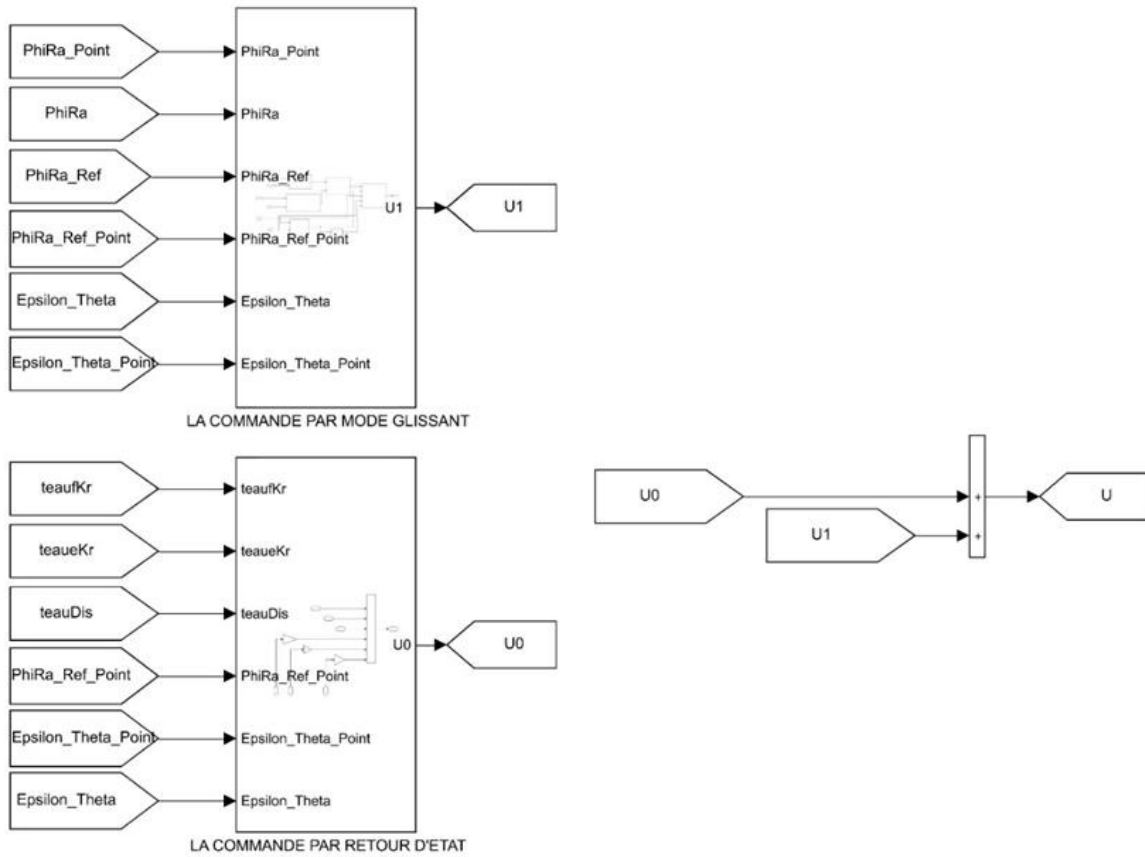 PhiRa_Point
PhiRa_Point
PhiRa
PhiRa
PhiRa_Ref
PhiRa_Ref
U1
U1
PhiRa_Ref_Point
PhiRa_Ref_Point
Epsilon_Theta
Epsilon_Theta
Epsilon_Theta_Point
Epsilon_Theta_Point
LA COMMANDE PAR MODE GLISSANT
teaufKr
teaufKr
teaueKr
teaueKr
teauDis
teauDis
U0
U0
PhiRa_Ref_Point
PhiRa_Ref_Point
Epsilon_Theta_Point
Epsilon_Theta_Point
Epsilon_Theta
Epsilon_Theta
LA COMMANDE PAR RETOUR D'ETAT
U0
+
U
U1
+